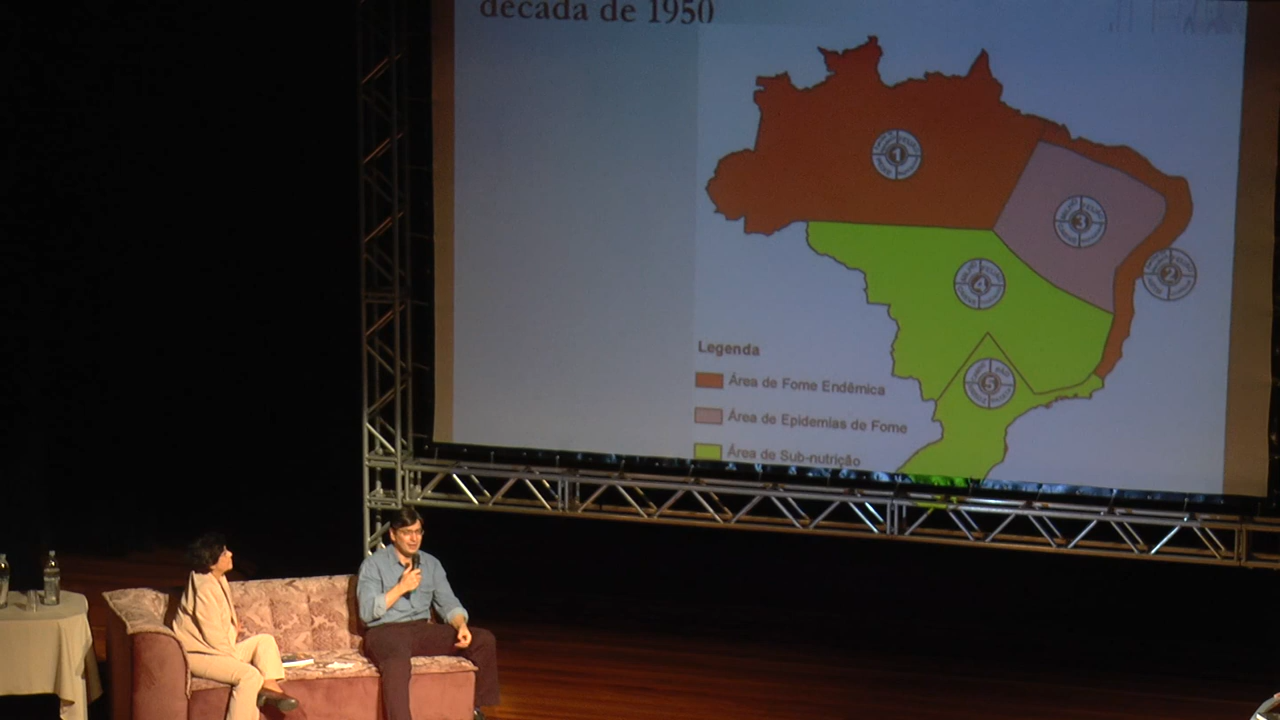 década de 1950
1
3
2
4
5
Legenda
Área de Fome Endêmica
Área de Epidemias de Fome
Área de Sub-nutrição